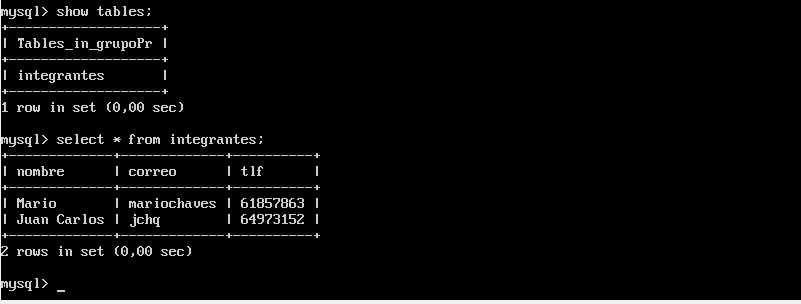 mysql> show tables;
+-------------------+
| Tables_in_grupoPr |
+-------------------+
| integrantes       |
+-------------------+
1 row in set (0,00 sec)
mysql> select * from integrantes;
+-------------+-------------+----------+
| nombre      | correo      | tlf      |
+-------------+-------------+----------+
| Mario       | mariochaves | 61857863 |
| Juan Carlos | jchq        | 64973152 |
+-------------+-------------+----------+
2 rows in set (0,00 sec)
mysql> _